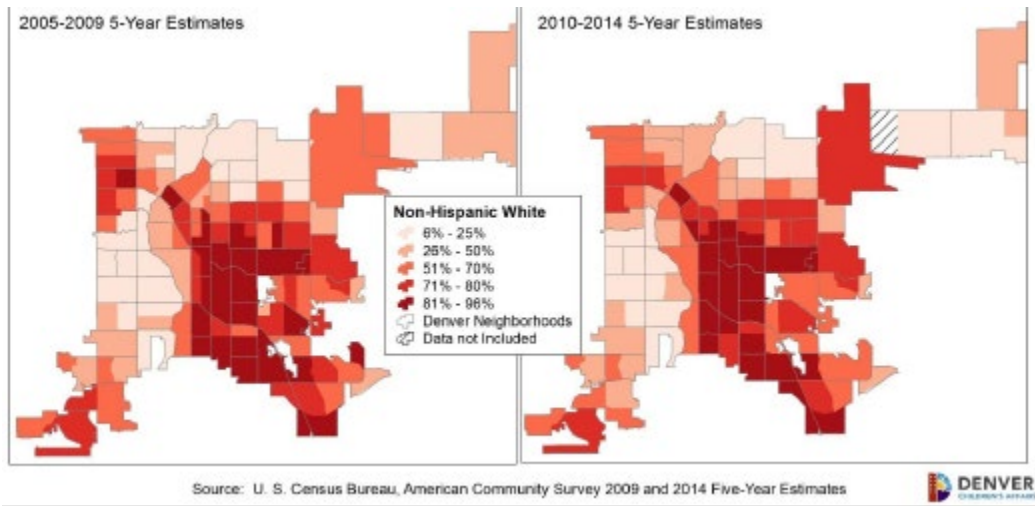 2005-2009 5-Year Estimates
2010-2014 5-Year Estimates
Non-Hispanic White
6% - 25%
26% - 50%
51% - 70%
71% - 80%
81% - 96%
Denver Neighborhoods
Data not Included
Source: U. S. Census Bureau, American Community Survey 2009 and 2014 Five-Year Estimates
DENVER
CHILDREN'S AFFAIRS